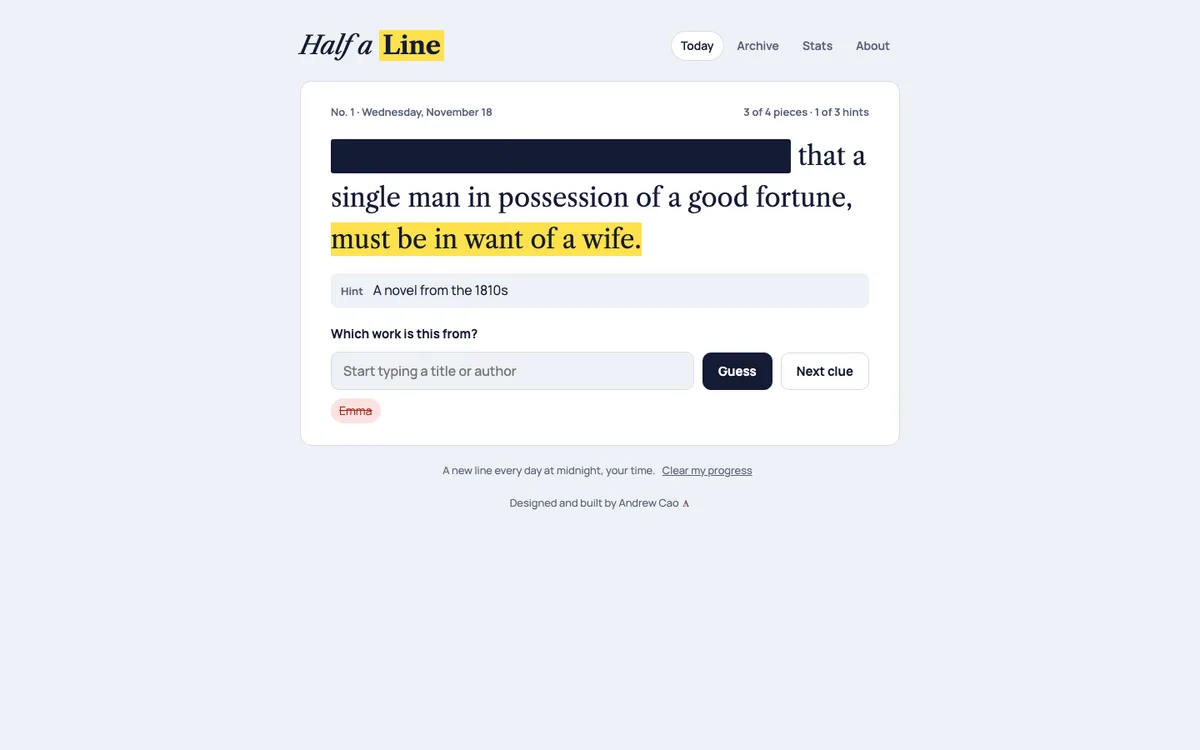 Half a Line
Today Archive Stats About
No. 1 · Wednesday, November 18
3 of 4 pieces · 1 of 3 hints
that a
single man in possession of a good fortune,
must be in want of a wife.
Hint A novel from the 1810s
Which work is this from?
Start typing a title or author
Guess
Next clue
Emma
A new line every day at midnight, your time. Clear my progress
Designed and built by Andrew Cao A